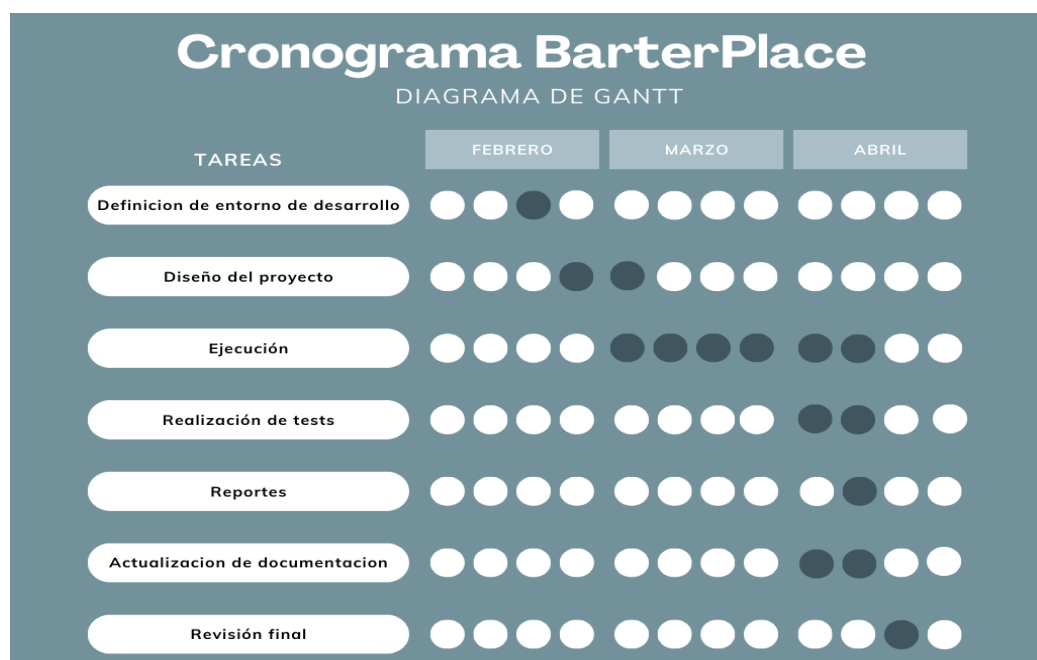 Cronograma BarterPlace
DIAGRAMA DE GANTT
TAREAS
FEBRERO
MARZO
ABRIL
Definicion de entorno de desarrollo
Diseño del proyecto
Ejecución
Realización de tests
Reportes
Actualizacion de documentacion
Revisión final